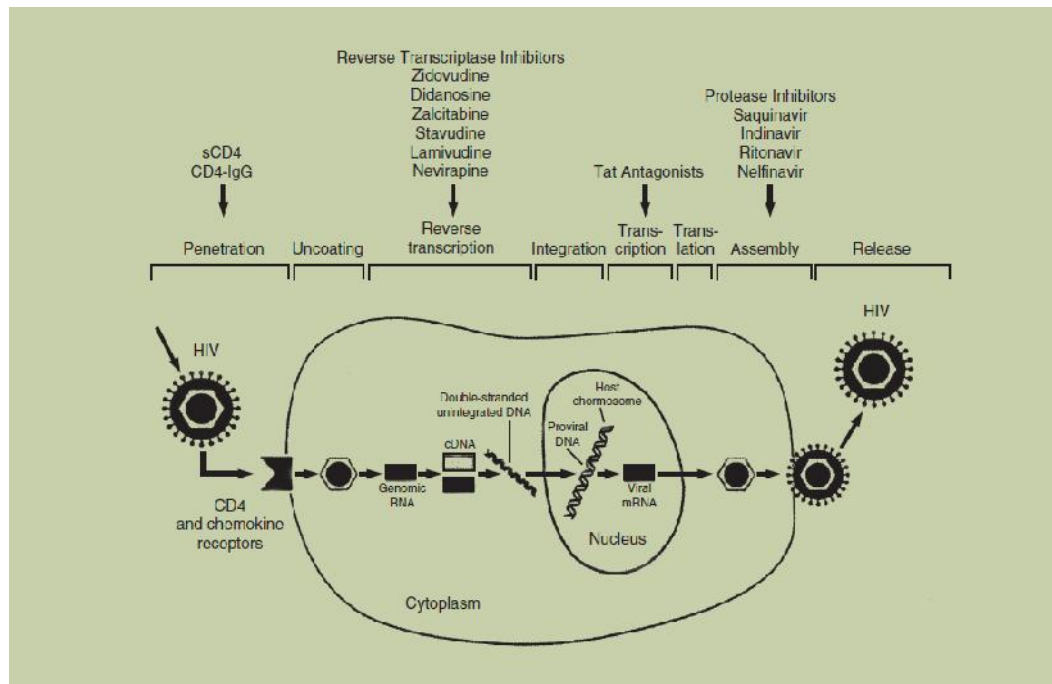 Reverse Transcriptase Inhibitors
Zidovudine
Didanosine
Zalcitabine
Stavudine
Lamivudine
Nevirapine
Protease Inhibitors
Saquinavir
Indinavir
Ritonavir
Nelfinavir
sCD4
CD4-IgG
Tat Antagonists
Penetration
Uncoating
Reverse
transcription
Integration
Trans-
cription
Trans-
lation
Assembly
Release
HIV
HIV
Double-stranded
unintegrated DNA
Host
chormosome
Proviral
DNA
cDNA
Genomic
RNA
Viral
mRNA
Nucleus
CD4
and chemokine
receptors
Cytoplasm